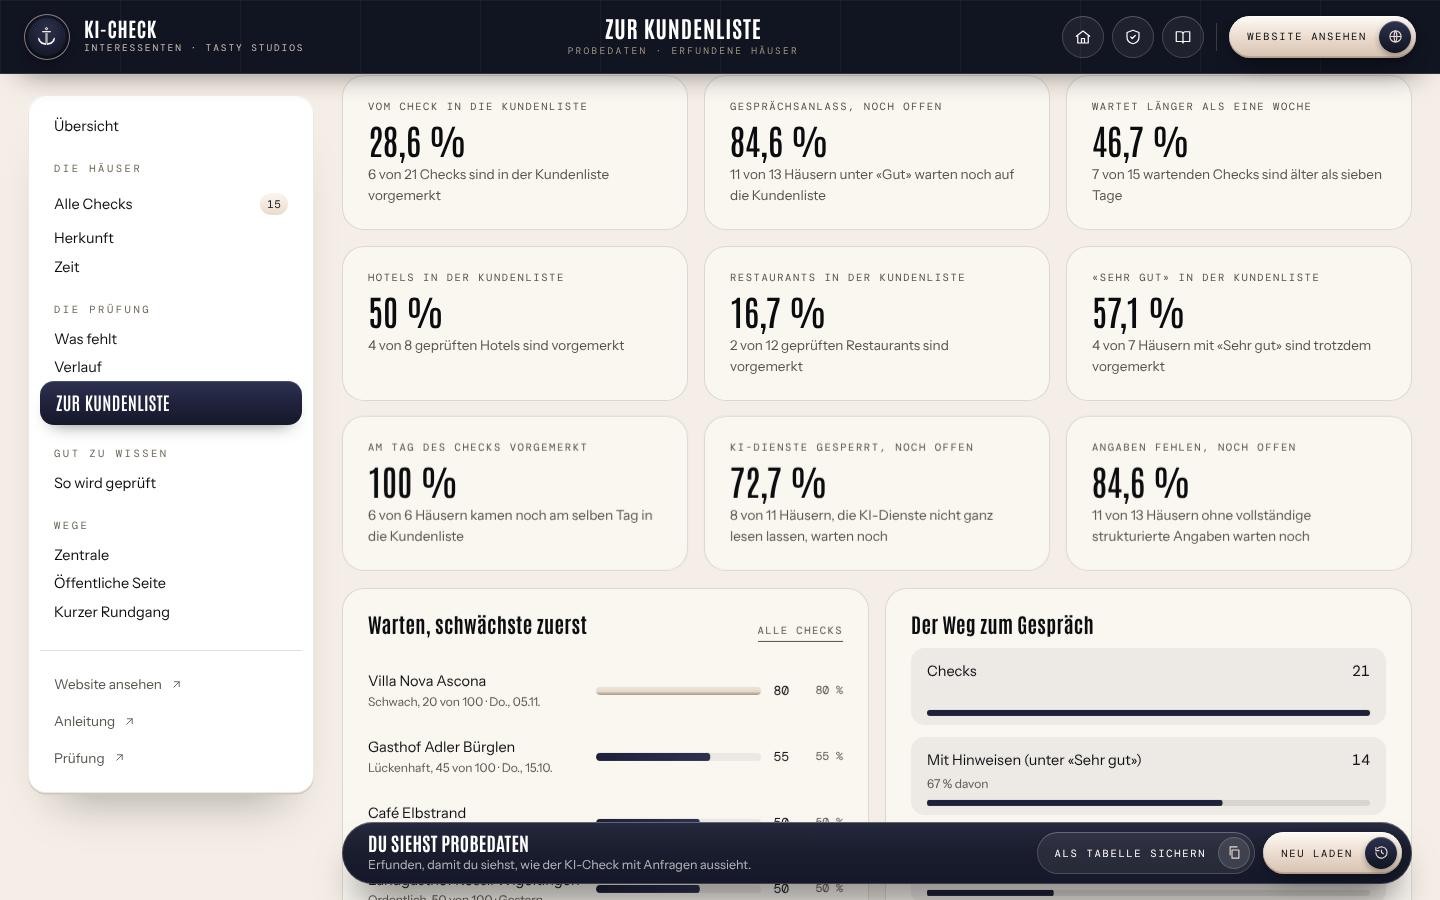 KI-CHECK
INTERESSENTEN · TASTY STUDIOS
ZUR KUNDENLISTE
PROBEDATEN · ERFUNDENE HÄUSER
WEBSITE ANSEHEN
Übersicht
DIE HÄUSER
Alle Checks
15
Herkunft
Zeit
DIE PRÜFUNG
Was fehlt
Verlauf
ZUR KUNDENLISTE
GUT ZU WISSEN
So wird geprüft
WEGE
Zentrale
Öffentliche Seite
Kurzer Rundgang
Website ansehen
Anleitung
Prüfung
VOM CHECK IN DIE KUNDENLISTE
28,6 %
6 von 21 Checks sind in der Kundenliste
vorgemerkt
GESPRÄCHSANLASS, NOCH OFFEN
84,6 %
11 von 13 Häusern unter «Gut» warten noch auf
die Kundenliste
WARTET LÄNGER ALS EINE WOCHE
46,7 %
7 von 15 wartenden Checks sind älter als sieben
Tage
HOTELS IN DER KUNDENLISTE
50 %
4 von 8 geprüften Hotels sind vorgemerkt
RESTAURANTS IN DER KUNDENLISTE
16,7 %
2 von 12 geprüften Restaurants sind
vorgemerkt
«SEHR GUT» IN DER KUNDENLISTE
57,1 %
4 von 7 Häusern mit «Sehr gut» sind trotzdem
vorgemerkt
AM TAG DES CHECKS VORGEMERKT
100 %
6 von 6 Häusern kamen noch am selben Tag in
die Kundenliste
KI-DIENSTE GESPERRT, NOCH OFFEN
72,7 %
8 von 11 Häusern, die KI-Dienste nicht ganz
lesen lassen, warten noch
ANGABEN FEHLEN, NOCH OFFEN
84,6 %
11 von 13 Häusern ohne vollständige
strukturierte Angaben warten noch
Warten, schwächste zuerst
ALLE CHECKS
Villa Nova Ascona
Schwach, 20 von 100 · Do., 05.11.
80
80 %
Gasthof Adler Bürglen
Lückenhaft, 45 von 100 · Do., 15.10.
55
55 %
Café Elbstrand
50
50 %
50
50 %
Der Weg zum Gespräch
Checks
21
Mit Hinweisen (unter «Sehr gut»)
14
67 % davon
DU SIEHST PROBEDATEN
Erfunden, damit du siehst, wie der KI-Check mit Anfragen aussieht.
ALS TABELLE SICHERN
NEU LADEN